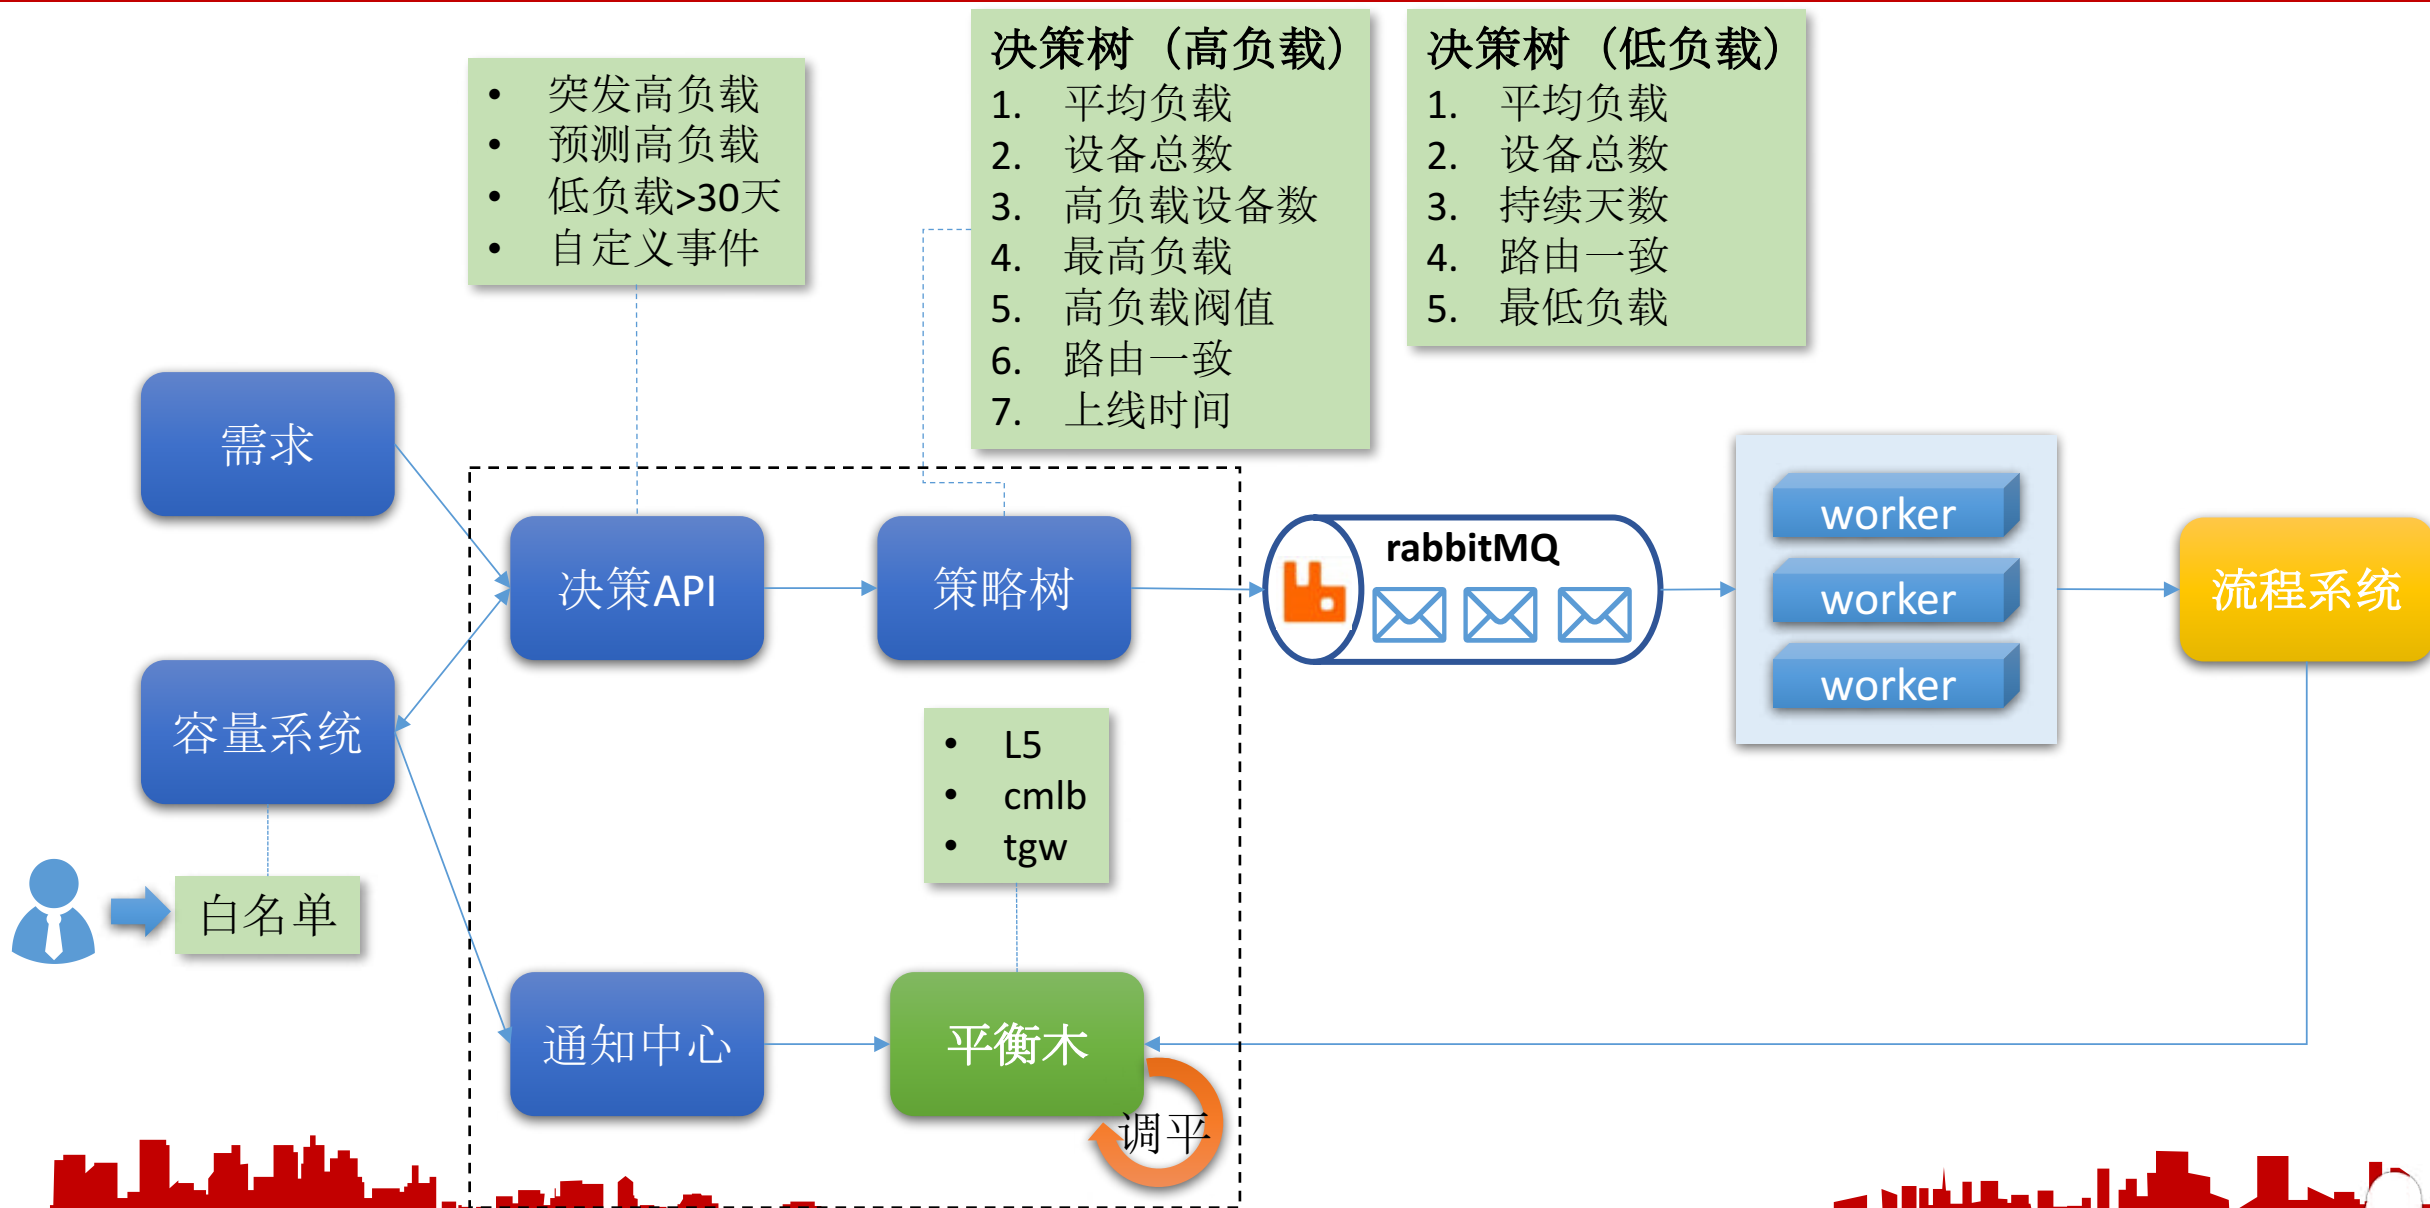 • 突发高负载
• 预测高负载
• 低负载>30天
• 自定义事件
决策树（高负载）
1. 平均负载
2. 设备总数
3. 高负载设备数
4. 最高负载
5. 高负载阀值
6. 路由一致
7. 上线时间
决策树（低负载）
1. 平均负载
2. 设备总数
3. 持续天数
4. 路由一致
5. 最低负载
需求
决策API
策略树
rabbitMQ
worker
worker
worker
流程系统
容量系统
• L5
• cmlb
• tgw
白名单
通知中心
平衡木
调平